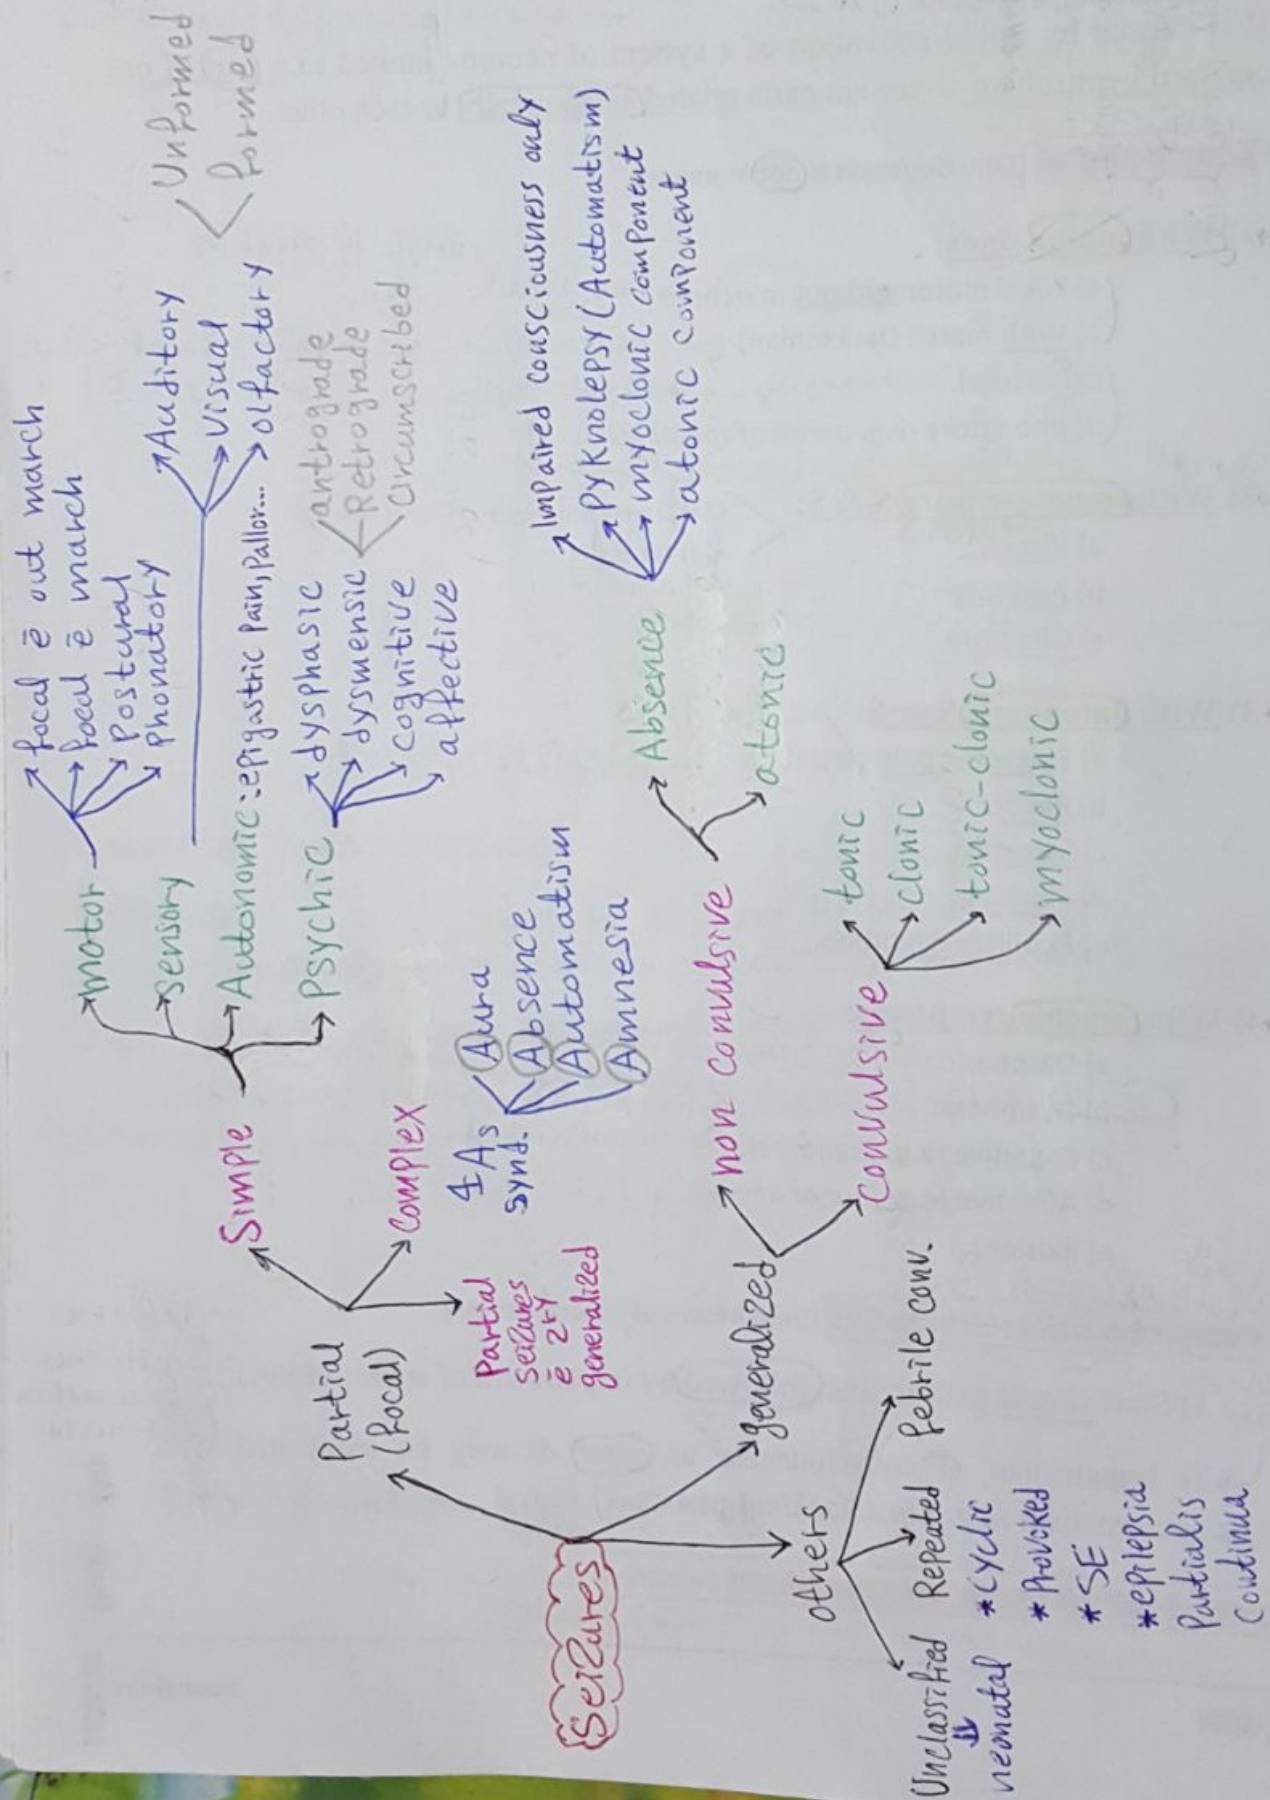 Seizures
Partial
(focal)
Simple
motor
focal ē out march
focal ē march
Postural
Phonatory
Sensory
Auditory
Visual
Unformed
formed
olfactory
Autonomic : epigastric Pain, Pallor...
Psychic
dysphasic
dysmensic
antrograde
Retrograde
Circumscribed
cognitive
affective
Complex
4 As
synd.
Aura
Absence
Automatism
Amnesia
Partial
seizures
ē 2ry
generalized
generalized
non convulsive
Absence
Impaired consciousness only
Pyknolepsy (Automatism)
myoclonic component
atonic component
atonic
Convulsive
tonic
clonic
tonic-clonic
myoclonic
others
Unclassified
neonatal
Repeated
*Cyclic
*Provoked
*SE
*epilepsia
Partialis
Continua
febrile conv.